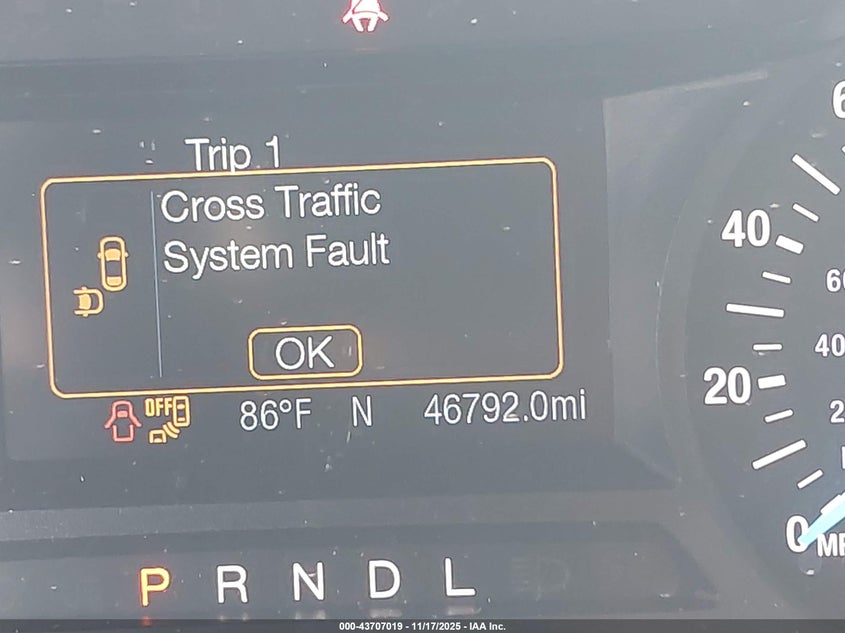 Trip 1
Cross Traffic
System Fault
OK
OFF
86°F N 46792.0mi
P R N D L
40
20
0
000-43707019 - 11/17/2025 - IAA Inc.